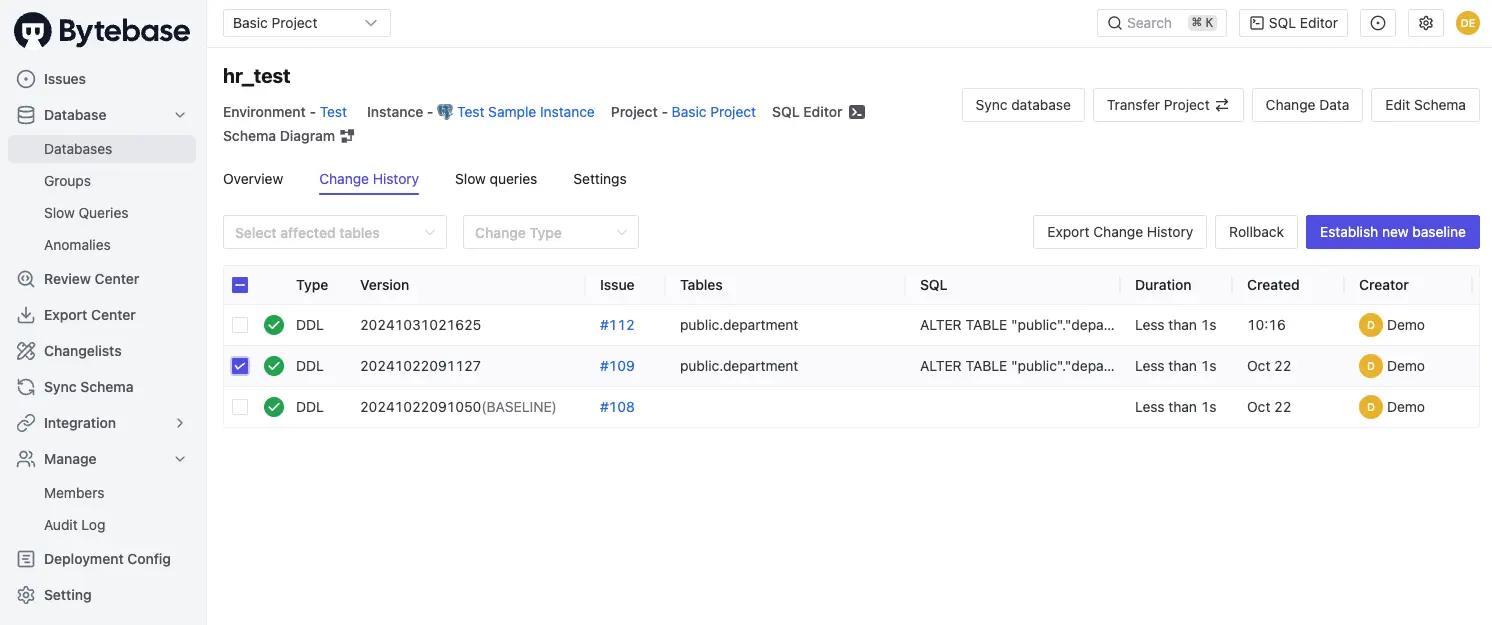 Bytebase
Basic Project
Search ⌘ K
SQL Editor
DE
Issues
Database
Databases
Groups
Slow Queries
Anomalies
Review Center
Export Center
Changelists
Sync Schema
Integration
Manage
Members
Audit Log
Deployment Config
Setting
hr_test
Environment - Test Instance - Test Sample Instance Project - Basic Project SQL Editor
Schema Diagram
Sync database Transfer Project Change Data Edit Schema
Overview Change History Slow queries Settings
Select affected tables Change Type Export Change History Rollback Establish new baseline
Type Version Issue Tables SQL Duration Created Creator
DDL 20241031021625 #112 public.department ALTER TABLE "public"."depa... Less than 1s 10:16 D Demo
DDL 20241022091127 #109 public.department ALTER TABLE "public"."depa... Less than 1s Oct 22 D Demo
DDL 20241022091050(BASELINE) #108 Less than 1s Oct 22 D Demo